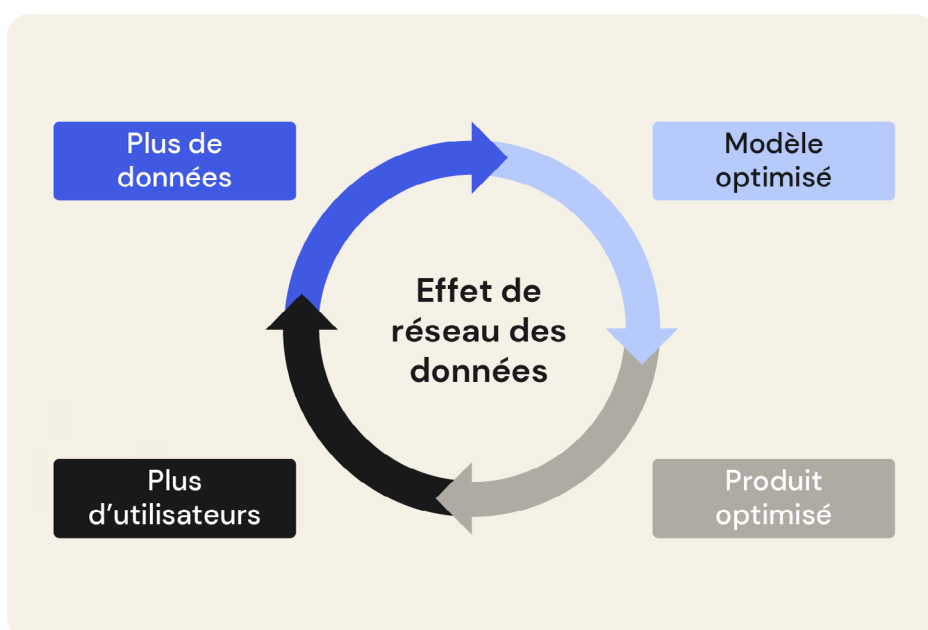 Plus de
données
Modèle
optimisé
Effet de
réseau des
données
Plus
d’utilisateurs
Produit
optimisé